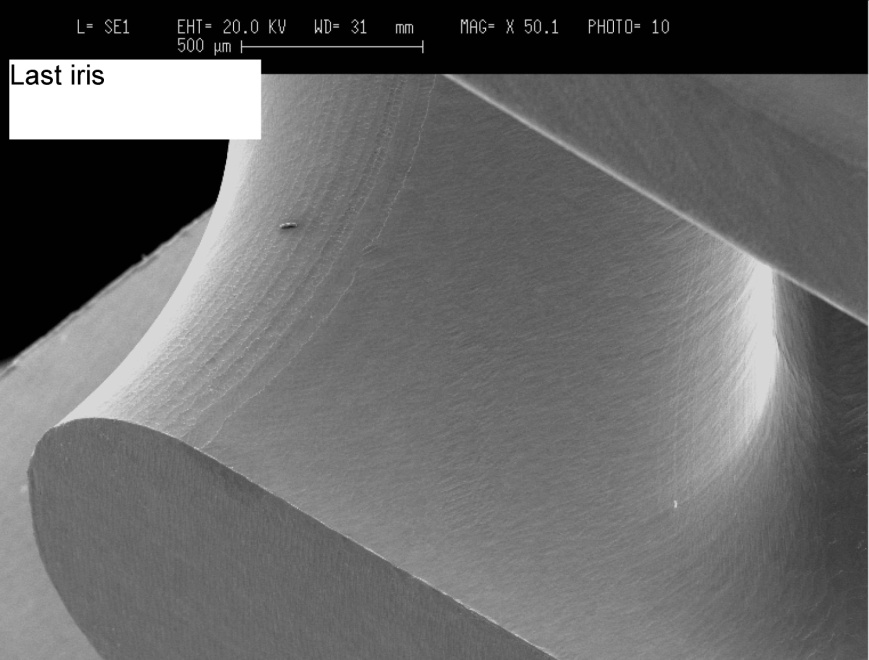 L= SE1 EHT= 20.0 KV WD= 31 mm MAG= X 50.1 PHOTO= 10
500 µm
Last iris